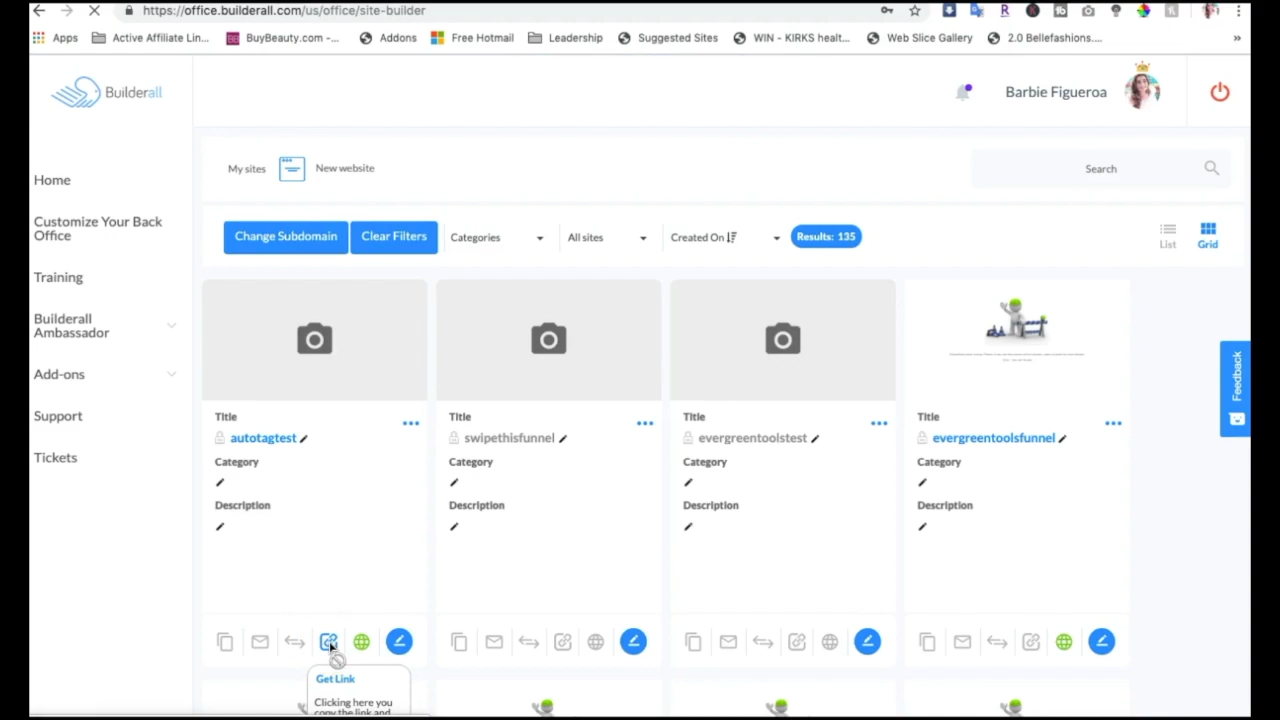 https://office.builderall.com/us/office/site-builder
Apps Active Affiliate Lin... BuyBeauty.com -... Addons Free Hotmail Leadership Suggested Sites WIN - KIRKS healt... Web Slice Gallery 2.0 Bellefashions.... »
Builderall
Barbie Figueroa
My sites New website Search
Home
Customize Your Back
Office
Training
Builderall
Ambassador
Add-ons
Support
Tickets
Change Subdomain Clear Filters Categories All sites Created On Results: 135 List Grid
Feedback
Title Title Title Title
autotagtest swipethisfunnel evergreentoolstest evergreentoolsfunnel
Category Category Category Category
Description Description Description Description
Get Link
Clicking here you
copy the link and